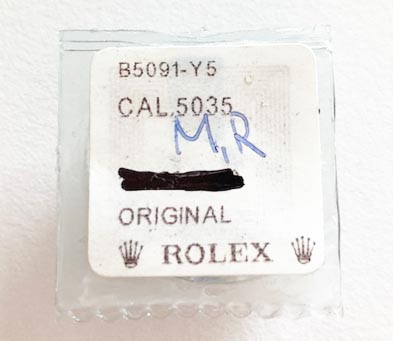 B5091-Y5
CAL.5035
M,R
ORIGINAL
ROLEX